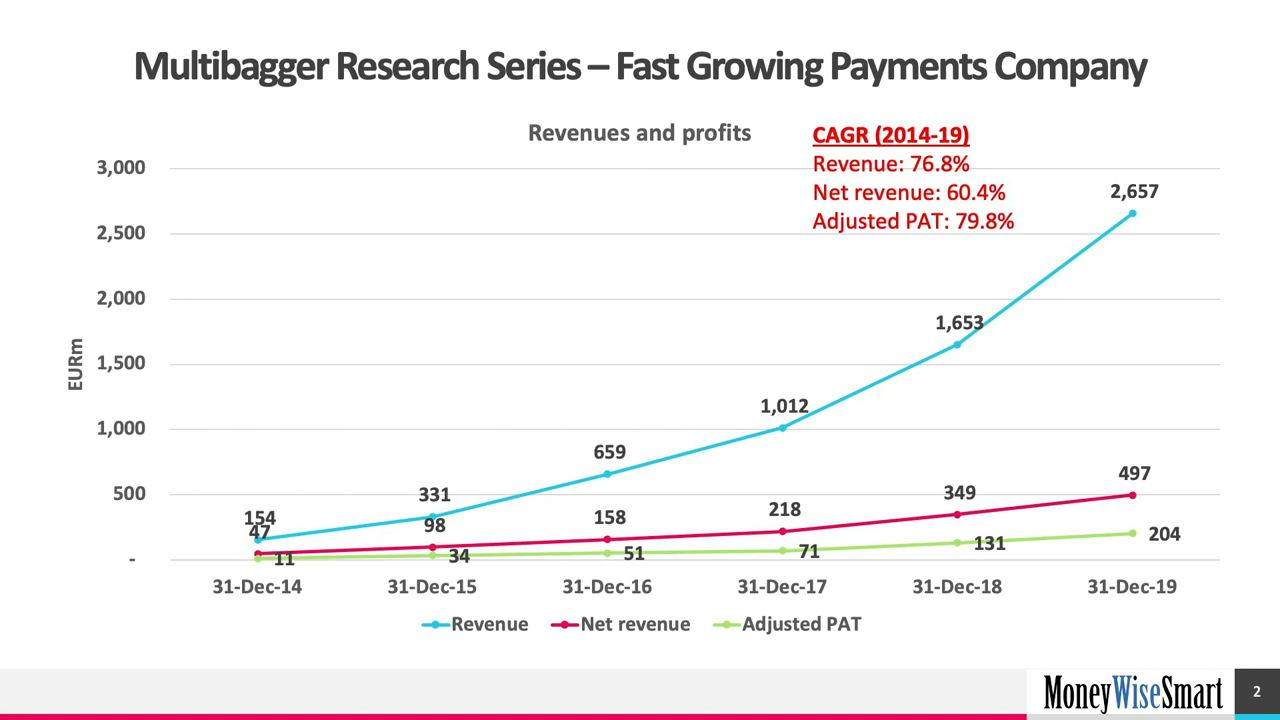 Multibagger Research Series – Fast Growing Payments Company
Revenues and profits
CAGR (2014-19)
Revenue: 76.8%
Net revenue: 60.4%
Adjusted PAT: 79.8%
EURm
3,000
2,500
2,000
1,500
1,000
500
-
154
331
659
1,012
1,653
2,657
47
98
158
218
349
497
11
34
51
71
131
204
31-Dec-14
31-Dec-15
31-Dec-16
31-Dec-17
31-Dec-18
31-Dec-19
Revenue
Net revenue
Adjusted PAT
MoneyWiseSmart
2